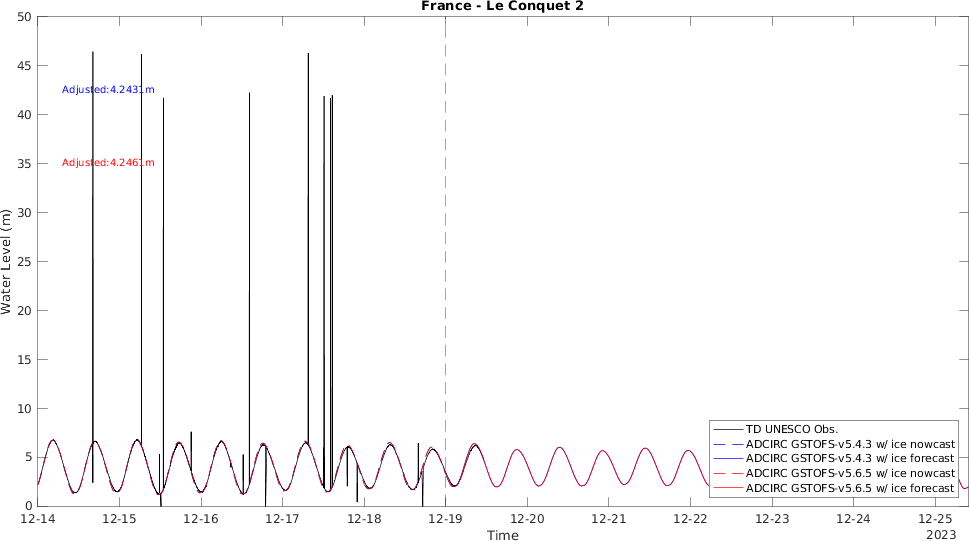 France - Le Conquet 2
50
45
40
35
30
25
20
15
10
5
0
Water Level (m)
Adjusted:4.2431m
Adjusted:4.2461m
TD UNESCO Obs.
ADCIRC GSTOFS-v5.4.3 w/ ice nowcast
ADCIRC GSTOFS-v5.4.3 w/ ice forecast
ADCIRC GSTOFS-v5.6.5 w/ ice nowcast
ADCIRC GSTOFS-v5.6.5 w/ ice forecast
12-14 12-15 12-16 12-17 12-18 12-19 12-20 12-21 12-22 12-23 12-24 12-25
2023
Time